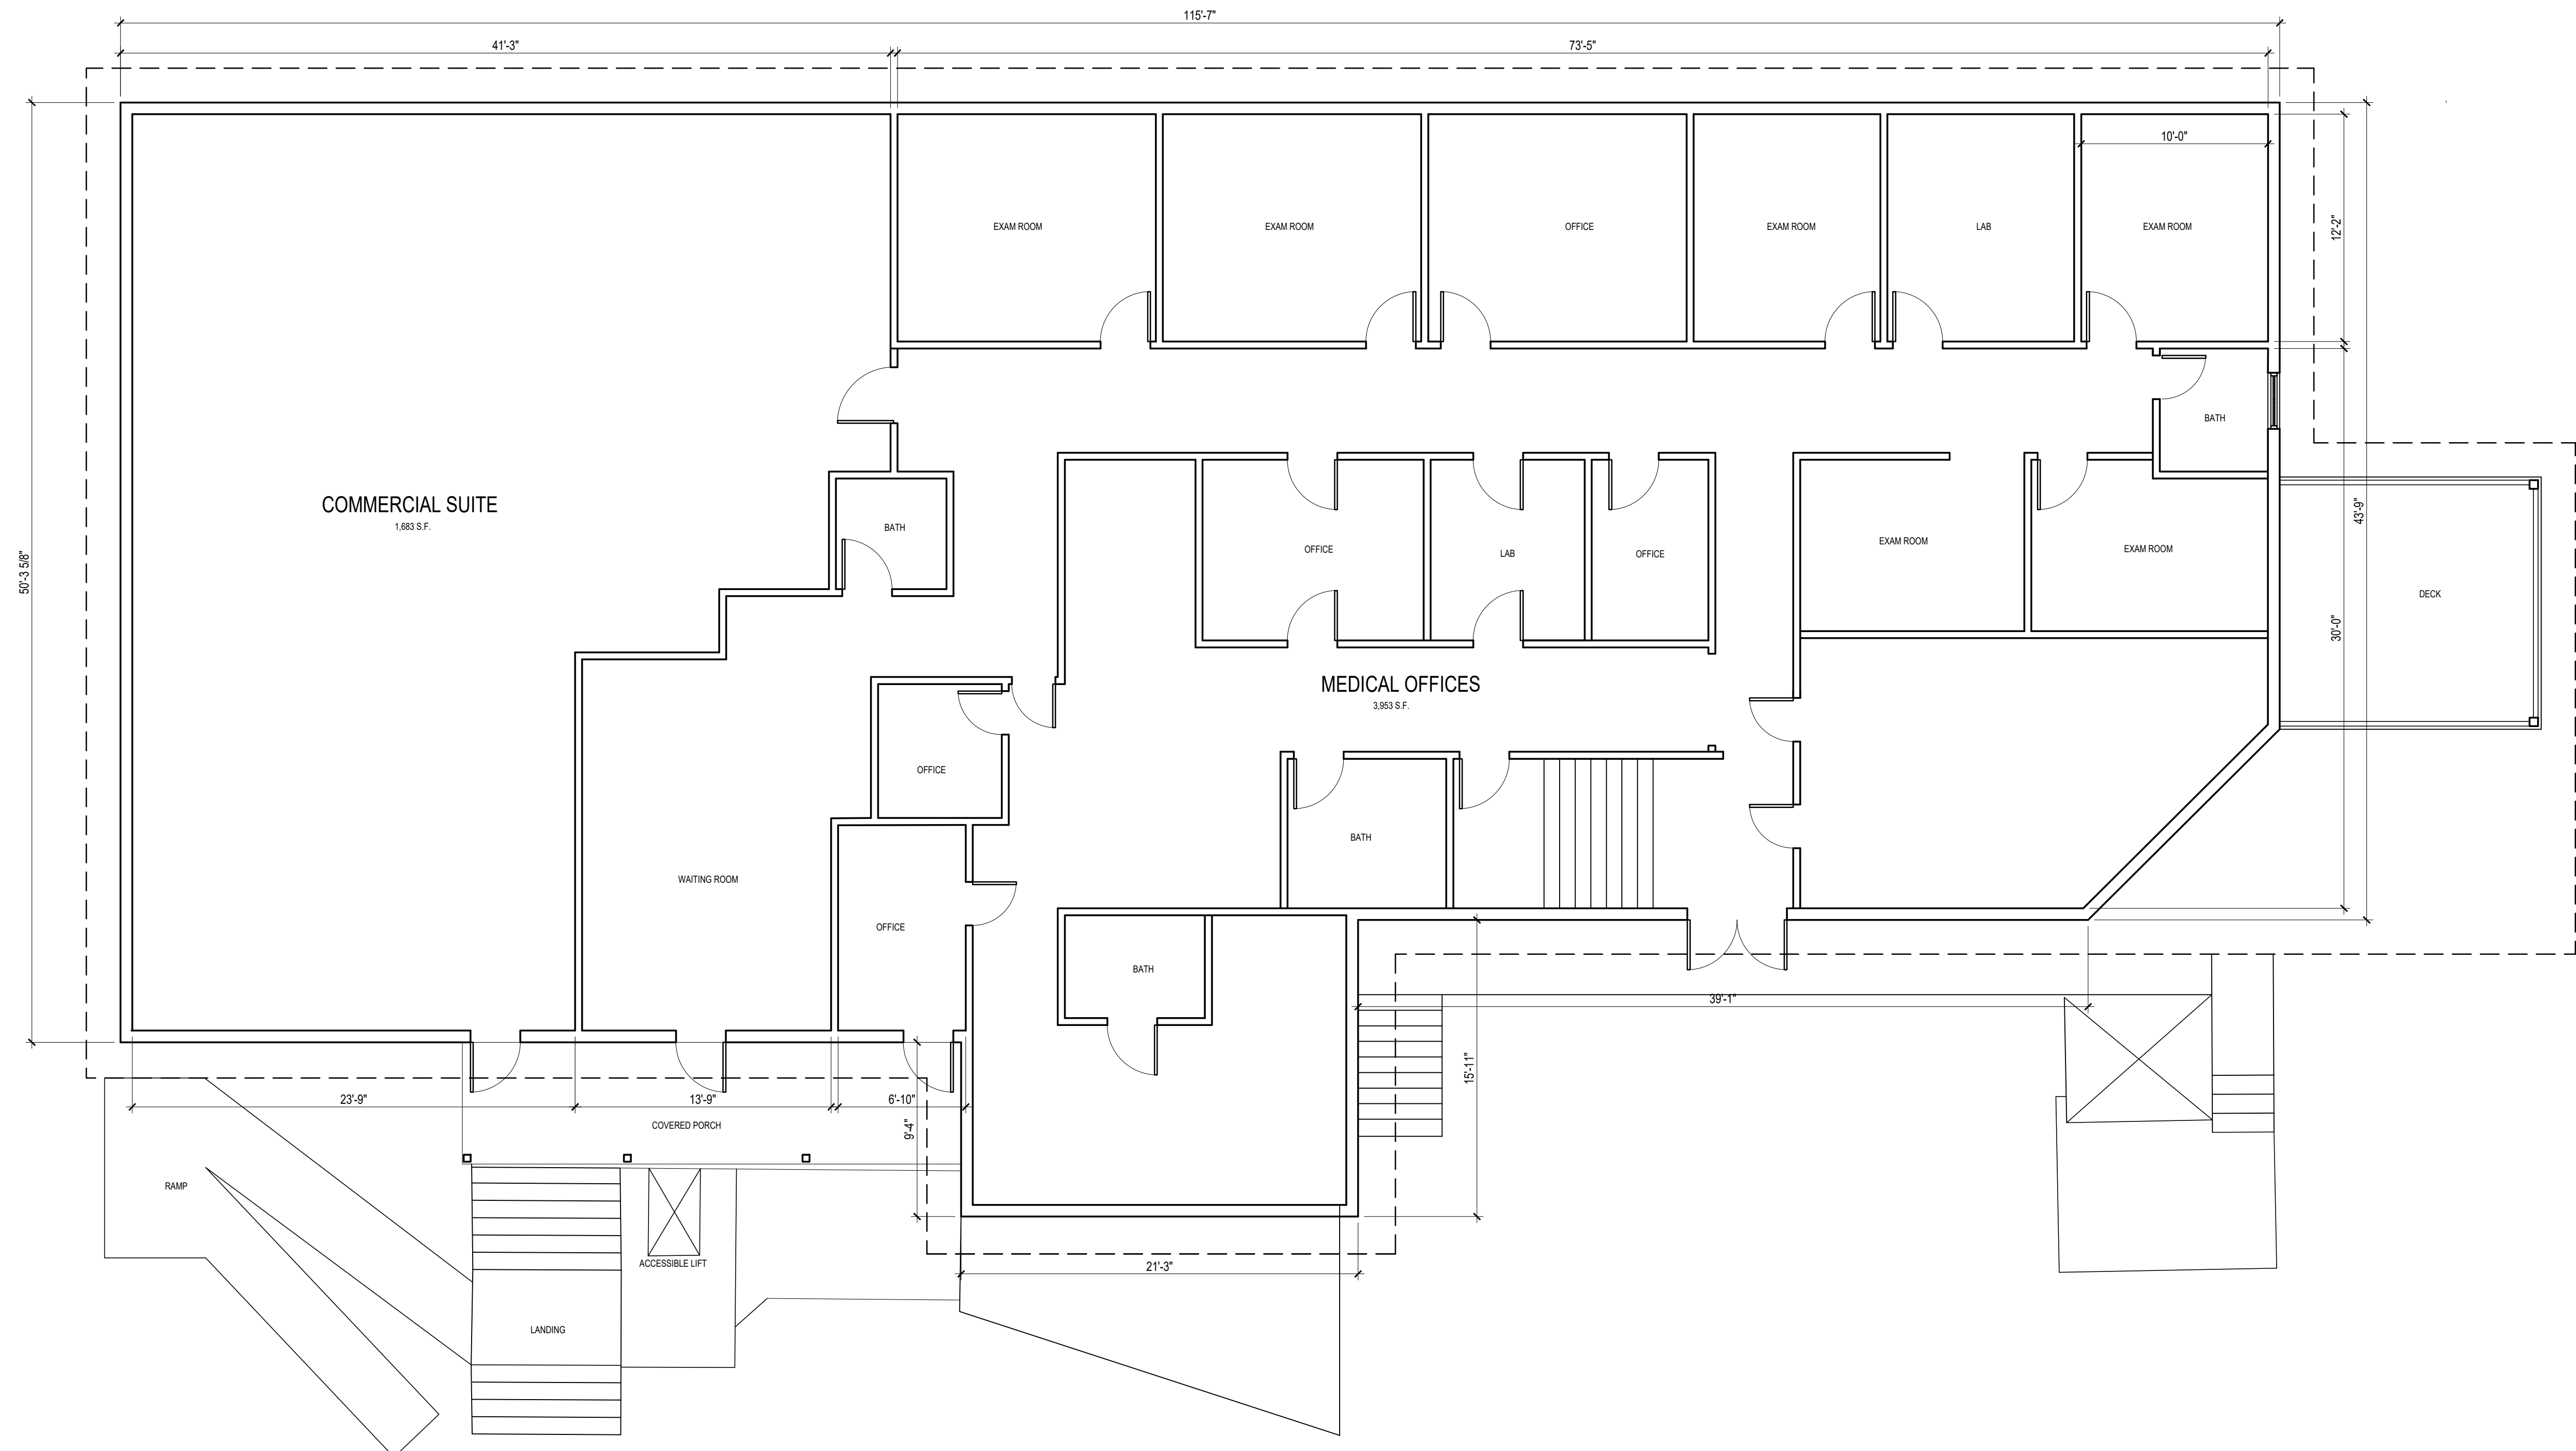 115'-7"
41'-3"
73'-5"
10'-0"
EXAM ROOM
EXAM ROOM
OFFICE
EXAM ROOM
LAB
EXAM ROOM
12'-2"
BATH
COMMERCIAL SUITE
1,683 S.F.
BATH
OFFICE
LAB
OFFICE
EXAM ROOM
EXAM ROOM
43'-9"
50'-3 5/8"
DECK
30'-0"
MEDICAL OFFICES
3,953 S.F.
OFFICE
BATH
WAITING ROOM
OFFICE
BATH
39'-1"
15'-11"
23'-9"
13'-9"
6'-10"
9'-4"
COVERED PORCH
RAMP
ACCESSIBLE LIFT
21'-3"
LANDING